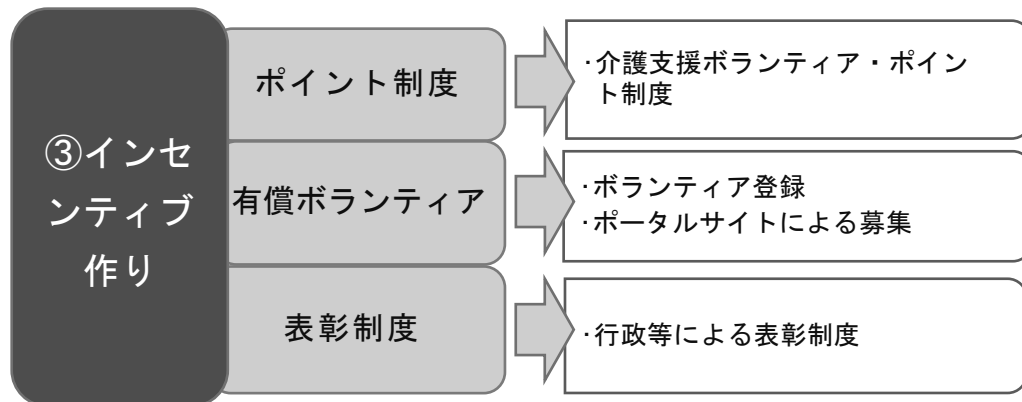 ③インセ
ンティブ
作り
ポイント制度
・介護支援ボランティア・ポイン
ト制度
有償ボランティア
・ボランティア登録
・ポータルサイトによる募集
表彰制度
・行政等による表彰制度